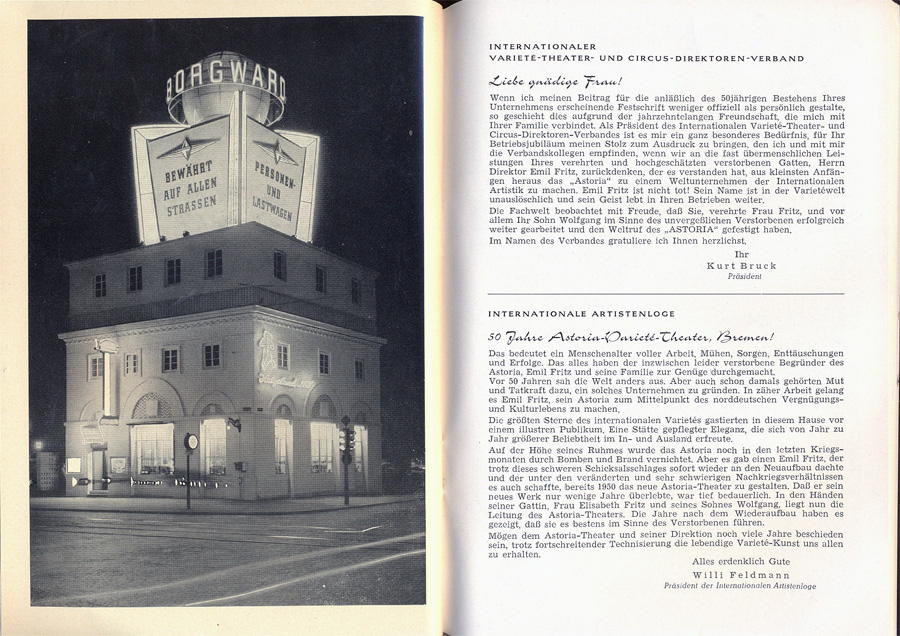 BORGWARD
BEWÄHRT
AUF ALLEN
STRASSEN
PERSONEN-
UND
LASTWAGEN
INTERNATIONALER
VARIETÉ-THEATER- UND CIRCUS-DIREKTOREN-VERBAND
Liebe gnädige Frau!
Wenn ich meinen Beitrag für die anläßlich des 50jährigen Bestehens Ihres
Unternehmens erscheinende Festschrift weniger offiziell als persönlich gestalte,
so geschieht dies aufgrund der jahrzehntelangen Freundschaft, die mich mit
Ihrer Familie verbindet. Als Präsident des Internationalen Varieté-Theater- und
Circus-Direktoren-Verbandes ist es mir ein ganz besonderes Bedürfnis, für Ihr
Betriebsjubiläum meinen Stolz zum Ausdruck zu bringen, den ich und mit mir
die Verbandskollegen empfinden, wenn wir an die fast übermenschlichen Lei-
stungen Ihres verehrten und hochgeschätzten verstorbenen Gatten, Herrn
Direktor Emil Fritz, zurückdenken, der es verstanden hat, aus kleinsten Anfän-
gen heraus das „Astoria" zu einem Weltunternehmen der Internationalen
Artistik zu machen. Emil Fritz ist nicht tot! Sein Name ist in der Varietéwelt
unauslöschlich und sein Geist lebt in Ihren Betrieben weiter.
Die Fachwelt beobachtet mit Freude, daß Sie, verehrte Frau Fritz, und vor
allem Ihr Sohn Wolfgang im Sinne des unvergeßlichen Verstorbenen erfolgreich
weiter gearbeitet und den Weltruf des „ASTORIA" gefestigt haben.
Im Namen des Verbandes gratuliere ich Ihnen herzlichst.
Ihr
Kurt Bruck
Präsident
INTERNATIONALE ARTISTENLOGE
50 Jahre Astoria-Varieté-Theater, Bremen!
Das bedeutet ein Menschenalter voller Arbeit, Mühen, Sorgen, Enttäuschungen
und Erfolge. Das alles haben der inzwischen leider verstorbene Begründer des
Astoria, Emil Fritz und seine Familie zur Genüge durchgemacht.
Vor 50 Jahren sah die Welt anders aus. Aber auch schon damals gehörten Mut
und Tatkraft dazu, ein solches Unternehmen zu gründen. In zäher Arbeit gelang
es Emil Fritz, sein Astoria zum Mittelpunkt des norddeutschen Vergnügungs-
und Kulturlebens zu machen.
Die größten Sterne des internationalen Varietés gastierten in diesem Hause vor
einem illustren Publikum. Eine Stätte gepflegter Eleganz, die sich von Jahr zu
Jahr größerer Beliebtheit im In- und Ausland erfreute.
Auf der Höhe seines Ruhmes wurde das Astoria noch in den letzten Kriegs-
monaten durch Bomben und Brand vernichtet. Aber es gab einen Emil Fritz, der
trotz dieses schweren Schicksalsschlages sofort wieder an den Neuaufbau dachte
und der unter den veränderten und sehr schwierigen Nachkriegsverhältnissen
es auch schaffte, bereits 1950 das neue Astoria-Theater zu gestalten. Daß er sein
neues Werk nur wenige Jahre überlebte, war tief bedauerlich. In den Händen
seiner Gattin, Frau Elisabeth Fritz und seines Sohnes Wolfgang, liegt nun die
Leitung des Astoria-Theaters. Die Jahre nach dem Wiederaufbau haben es
gezeigt, daß sie es bestens im Sinne des Verstorbenen führen.
Mögen dem Astoria-Theater und seiner Direktion noch viele Jahre beschieden
sein, trotz fortschreitender Technisierung die lebendige Varieté-Kunst uns allen
zu erhalten.
Alles erdenklich Gute
Willi Feldmann
Präsident der Internationalen Artistenloge